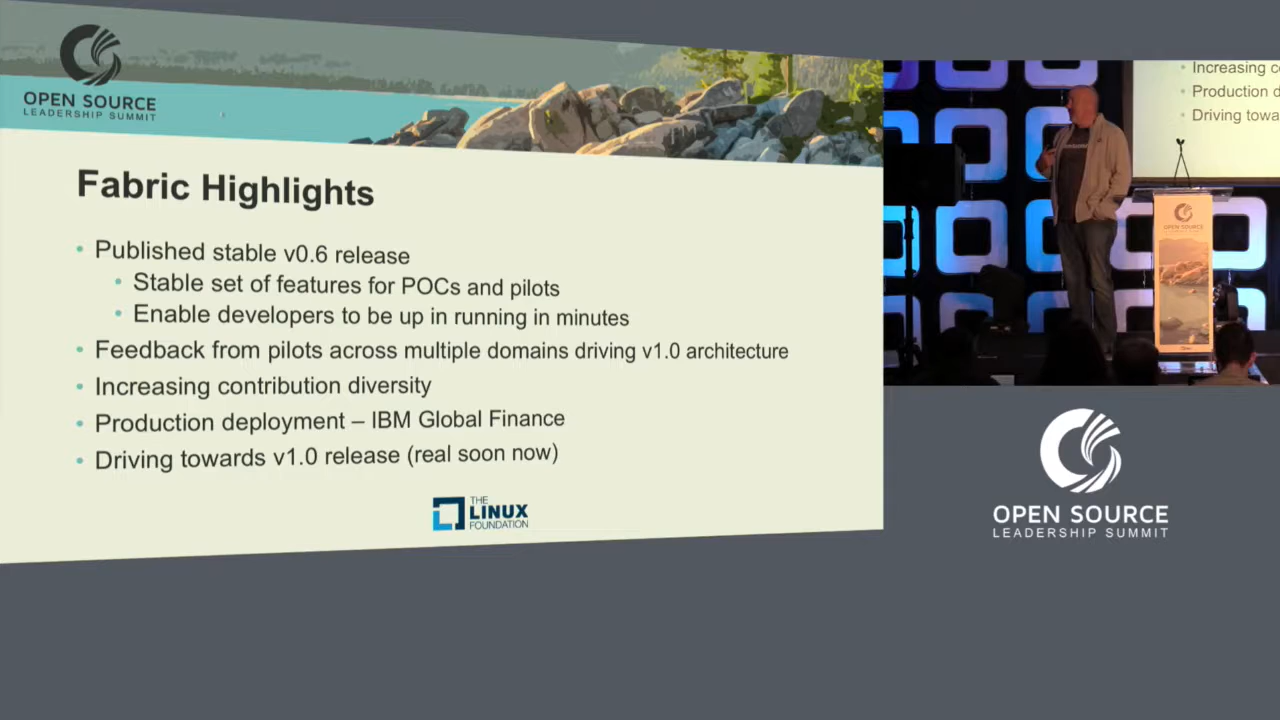 OPEN SOURCE
LEADERSHIP SUMMIT
Fabric Highlights
• Published stable v0.6 release
• Stable set of features for POCs and pilots
• Enable developers to be up in running in minutes
• Feedback from pilots across multiple domains driving v1.0 architecture
• Increasing contribution diversity
• Production deployment – IBM Global Finance
• Driving towards v1.0 release (real soon now)
THE
LINUX
FOUNDATION
• Increasing c
• Production d
• Driving towa
OPEN SOURCE
OPEN SOURCE
LEADERSHIP SUMMIT